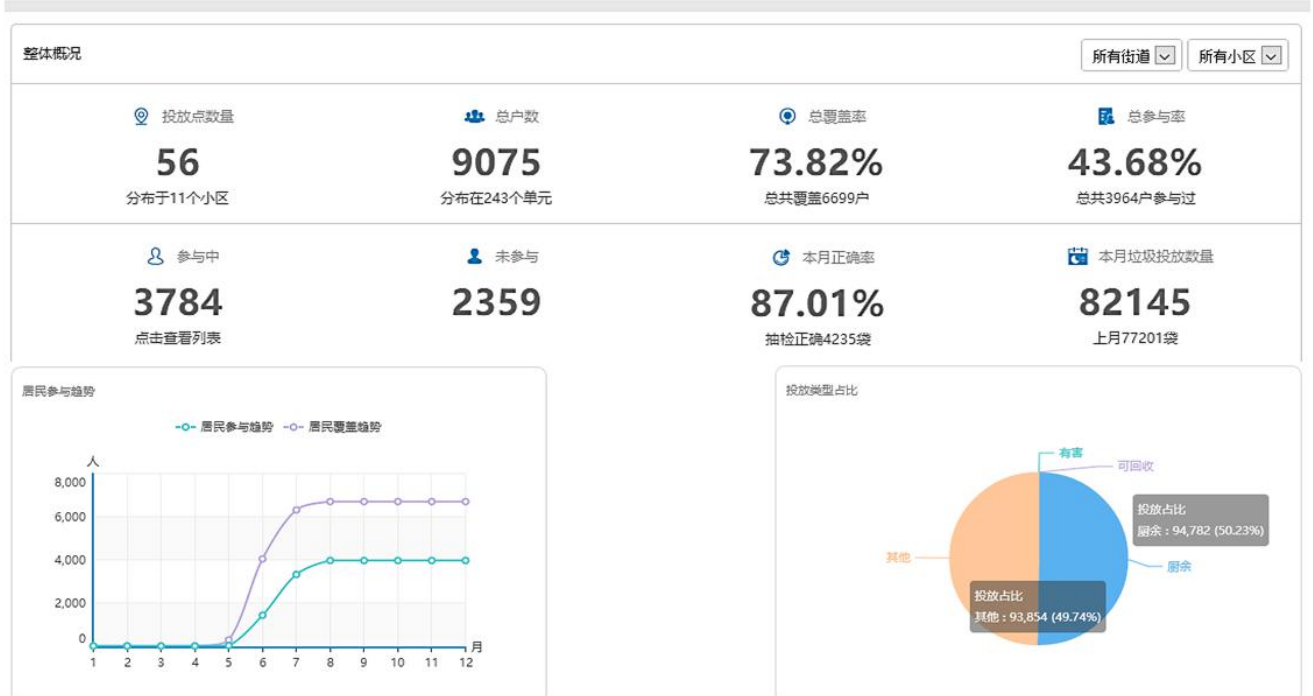 整体概况
所有街道
所有小区
投放点数量
总户数
总覆盖率
总参与率
56
9075
73.82%
43.68%
分布于11个小区
分布在243个单元
总共覆盖6699户
总共3964户参与过
参与中
未参与
本月正确率
本月垃圾投放数量
3784
2359
87.01%
82145
点击查看列表
抽检正确4235袋
上月77201袋
居民参与趋势
居民参与趋势
居民覆盖趋势
人
8,000
6,000
4,000
2,000
0
1 2 3 4 5 6 7 8 9 10 11 12
月
投放类型占比
有害
可回收
投放占比
厨余：94,782 (50.23%)
其他
厨余
投放占比
其他：93,854 (49.74%)